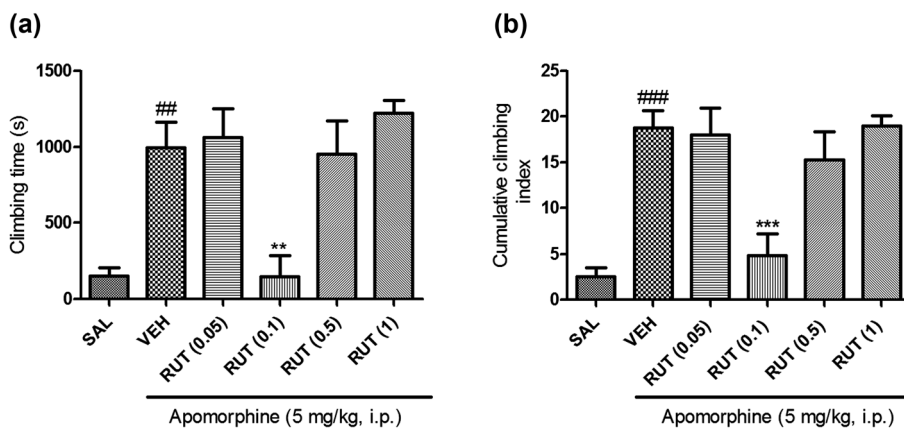 (a)
Climbing time (s)
1500
1000
500
0
##
**
SAL
VEH
RUT (0.05)
RUT (0.1)
RUT (0.5)
RUT (1)
Apomorphine (5 mg/kg, i.p.)
(b)
Cumulative climbing
index
25
20
15
10
5
0
###
***
SAL
VEH
RUT (0.05)
RUT (0.1)
RUT (0.5)
RUT (1)
Apomorphine (5 mg/kg, i.p.)